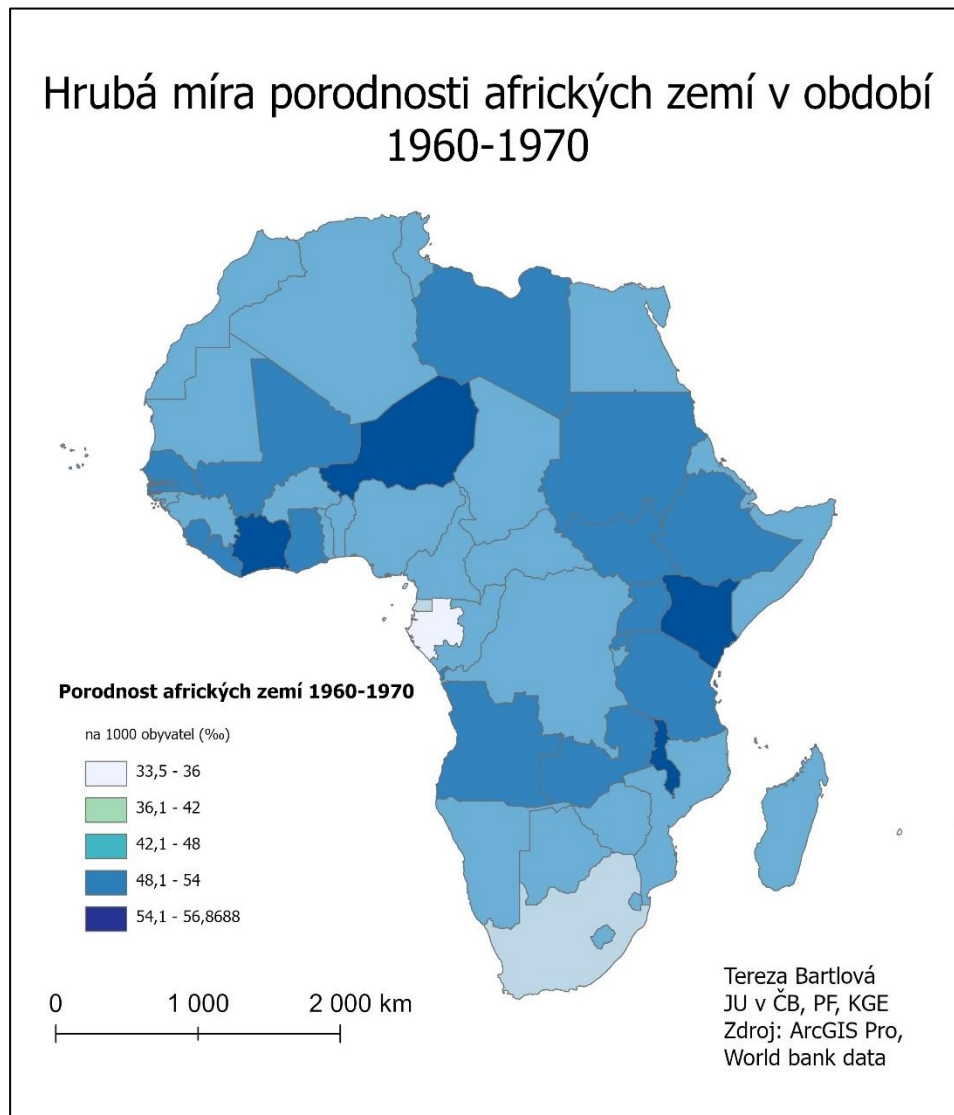 Hrubá míra porodnosti afrických zemí v období
1960-1970
Porodnost afrických zemí 1960-1970
na 1000 obyvatel (‰)
33,5 - 36
36,1 - 42
42,1 - 48
48,1 - 54
54,1 - 56,8688
0 1 000 2 000 km
Tereza Bartlová
JU v ČB, PF, KGE
Zdroj: ArcGIS Pro,
World bank data